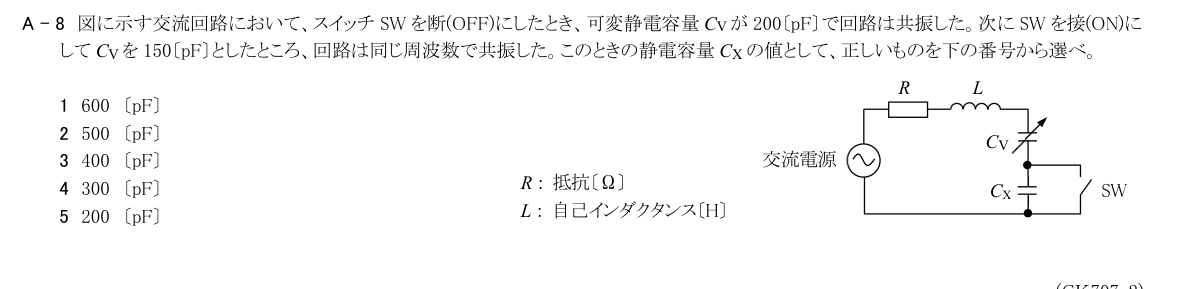 A－8 図に示す交流回路において、スイッチ SW を断(OFF)にしたとき、可変静電容量 CVが 200〔pF〕で回路は共振した。次に SW を接(ON)に
して CVを 150〔pF〕としたところ、回路は同じ周波数で共振した。このときの静電容量 CX の値として、正しいものを下の番号から選べ。
1 600 〔pF〕
2 500 〔pF〕
3 400 〔pF〕
4 300 〔pF〕
5 200 〔pF〕
R : 抵抗〔Ω〕
L : 自己インダクタンス〔H〕
R L
CV
交流電源
CX SW